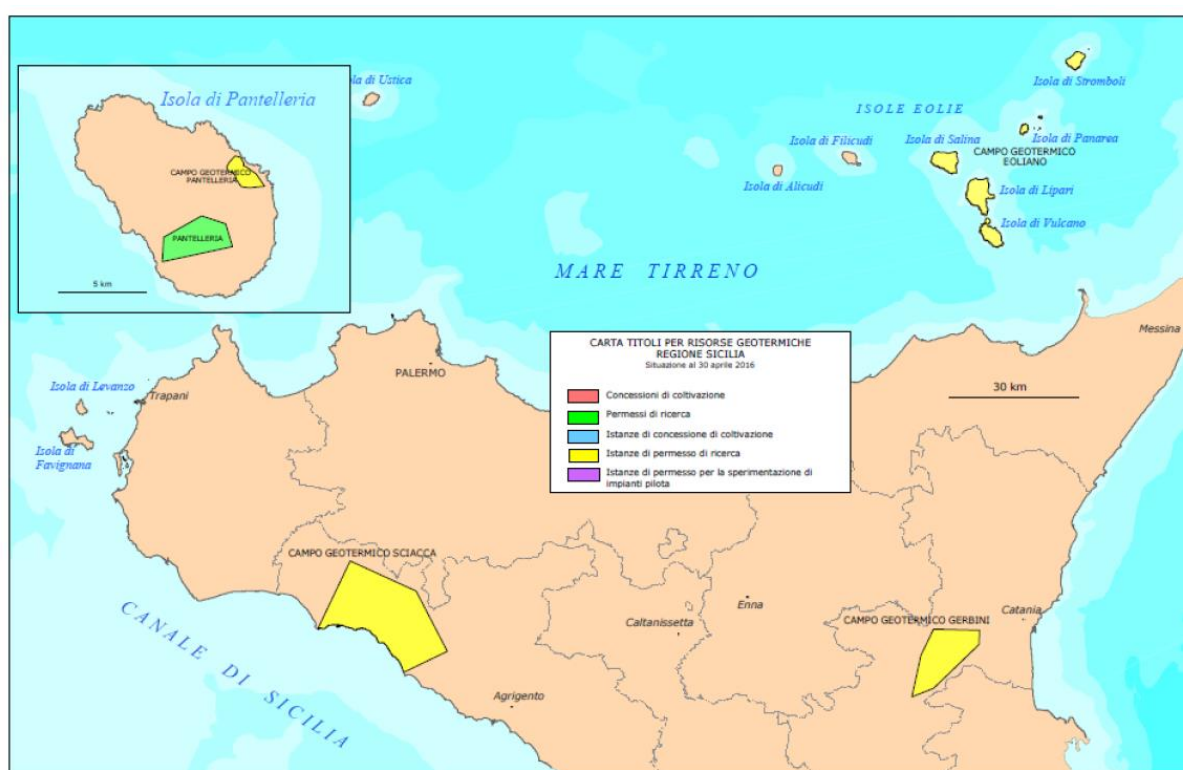 Isola di Pantelleria
CAMPO GEOTERMICO
PANTELLERIA
PANTELLERIA
5 km
di Ustica
Isola di Stromboli
ISOLE EOLIE
Isola di Panarea
Isola di Filicudi
Isola di Salina
CAMPO GEOTERMICO
EOLIANO
Isola di Alicudi
Isola di Lipari
Isola di Vulcano
MARE TIRRENO
Messina
CARTA TITOLI PER RISORSE GEOTERMICHE
REGIONE SICILIA
Situazione al 30 aprile 2016
Concessioni di coltivazione
Permessi di ricerca
Istanze di concessione di coltivazione
Istanze di permesso di ricerca
Istanze di permesso per la sperimentazione di
impianti pilota
30 km
PALERMO
Isola di Levanzo
Trapani
Isola di
Favignana
CAMPO GEOTERMICO SCIACCA
CANALE DI SICILIA
Enna
Catania
Caltanissetta
CAMPO GEOTERMICO GERBINI
Agrigento